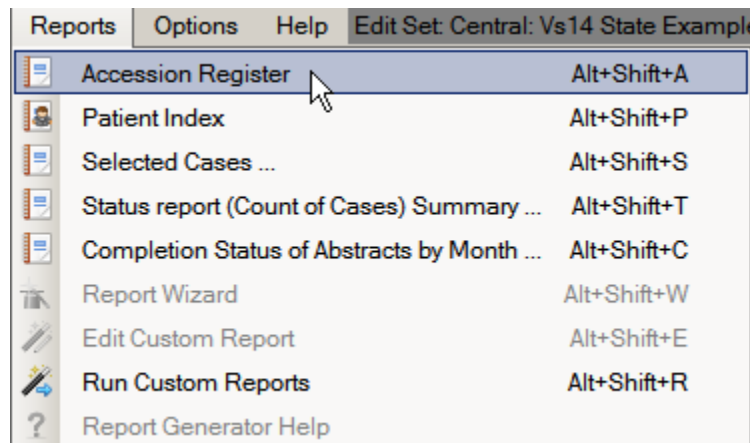 Reports Options Help Edit Set: Central: Vs14 State Example
Accession Register Alt+Shift+A
Patient Index Alt+Shift+P
Selected Cases ... Alt+Shift+S
Status report (Count of Cases) Summary ... Alt+Shift+T
Completion Status of Abstracts by Month ... Alt+Shift+C
Report Wizard Alt+Shift+W
Edit Custom Report Alt+Shift+E
Run Custom Reports Alt+Shift+R
Report Generator Help